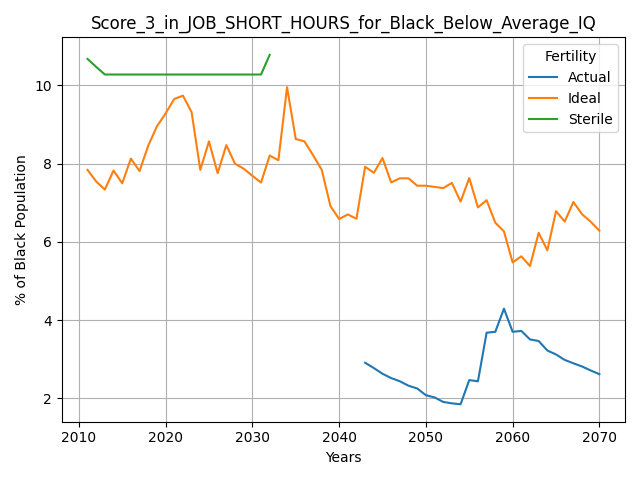 Score_3_in_JOB_SHORT_HOURS_for_Black_Below_Average_IQ
Fertility
Actual
Ideal
Sterile
% of Black Population
10
8
6
4
2
2010 2020 2030 2040 2050 2060 2070
Years